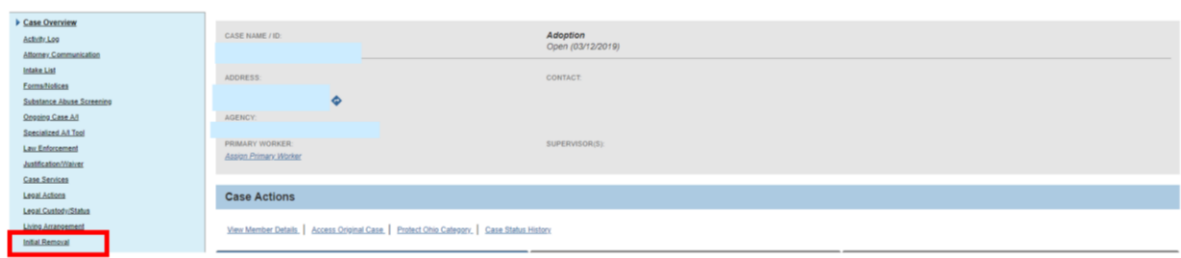 Case Overview
Activity Log
Attorney Communication
Intake List
Forms/Notices
Substance Abuse Screening
Ongoing Case A/I
Specialized A/I Tool
Law Enforcement
Justification/Waiver
Case Services
Legal Actions
Legal Custody/Status
Living Arrangement
Initial Removal
CASE NAME / ID:
Adoption
Open (03/12/2019)
ADDRESS:
CONTACT:
AGENCY:
PRIMARY WORKER:
SUPERVISOR(S):
Assign Primary Worker
Case Actions
View Member Details | Access Original Case | Protect Ohio Category | Case Status History